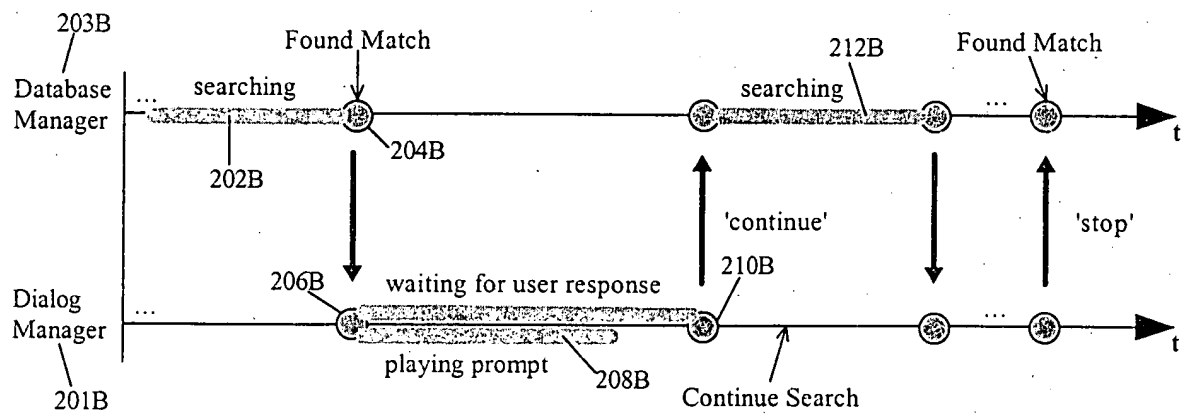 203B
Found Match
212B
Found Match
Database
Manager
...
searching
searching
...
t
204B
202B
'continue'
'stop'
206B
waiting for user response
210B
Dialog
Manager
...
...
t
playing prompt
208B
201B
Continue Search